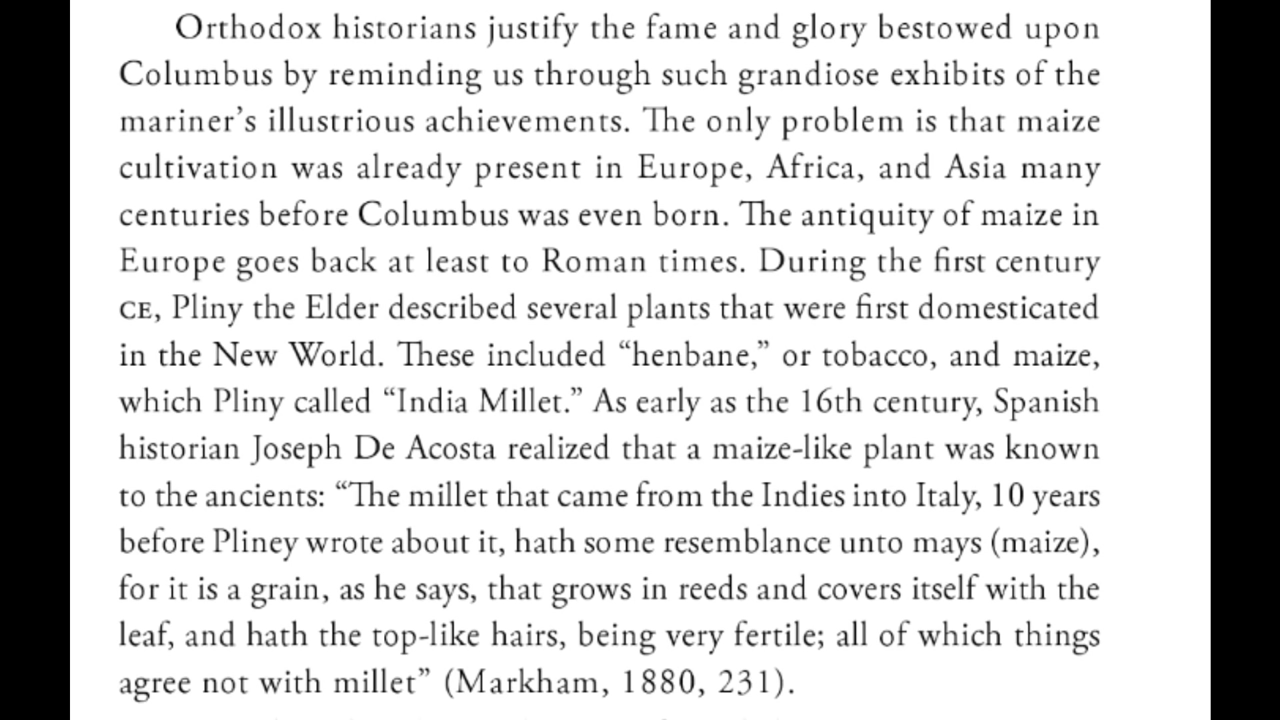 Orthodox historians justify the fame and glory bestowed upon
Columbus by reminding us through such grandiose exhibits of the
mariner’s illustrious achievements. The only problem is that maize
cultivation was already present in Europe, Africa, and Asia many
centuries before Columbus was even born. The antiquity of maize in
Europe goes back at least to Roman times. During the first century
CE, Pliny the Elder described several plants that were first domesticated
in the New World. These included “henbane,” or tobacco, and maize,
which Pliny called “India Millet.” As early as the 16th century, Spanish
historian Joseph De Acosta realized that a maize-like plant was known
to the ancients: “The millet that came from the Indies into Italy, 10 years
before Pliney wrote about it, hath some resemblance unto mays (maize),
for it is a grain, as he says, that grows in reeds and covers itself with the
leaf, and hath the top-like hairs, being very fertile; all of which things
agree not with millet” (Markham, 1880, 231).